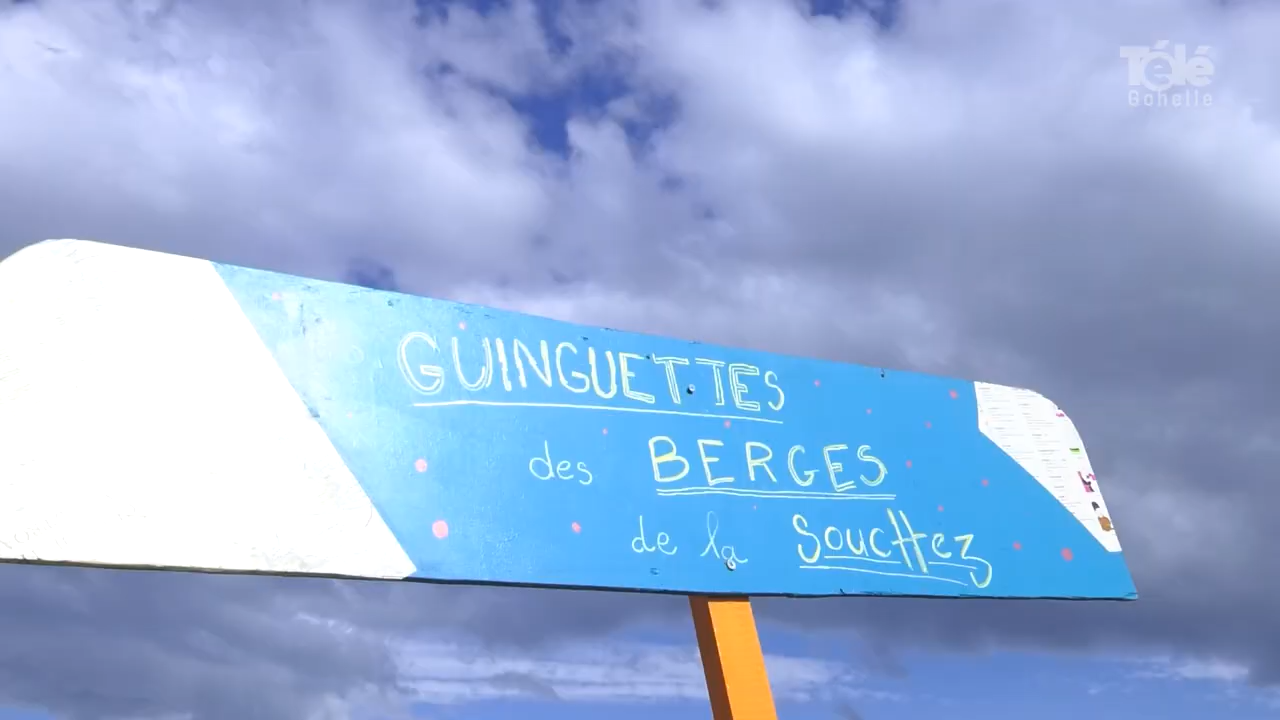 Télé
Gohelle
GUINGUETTES
des BERGES
de la Souchez